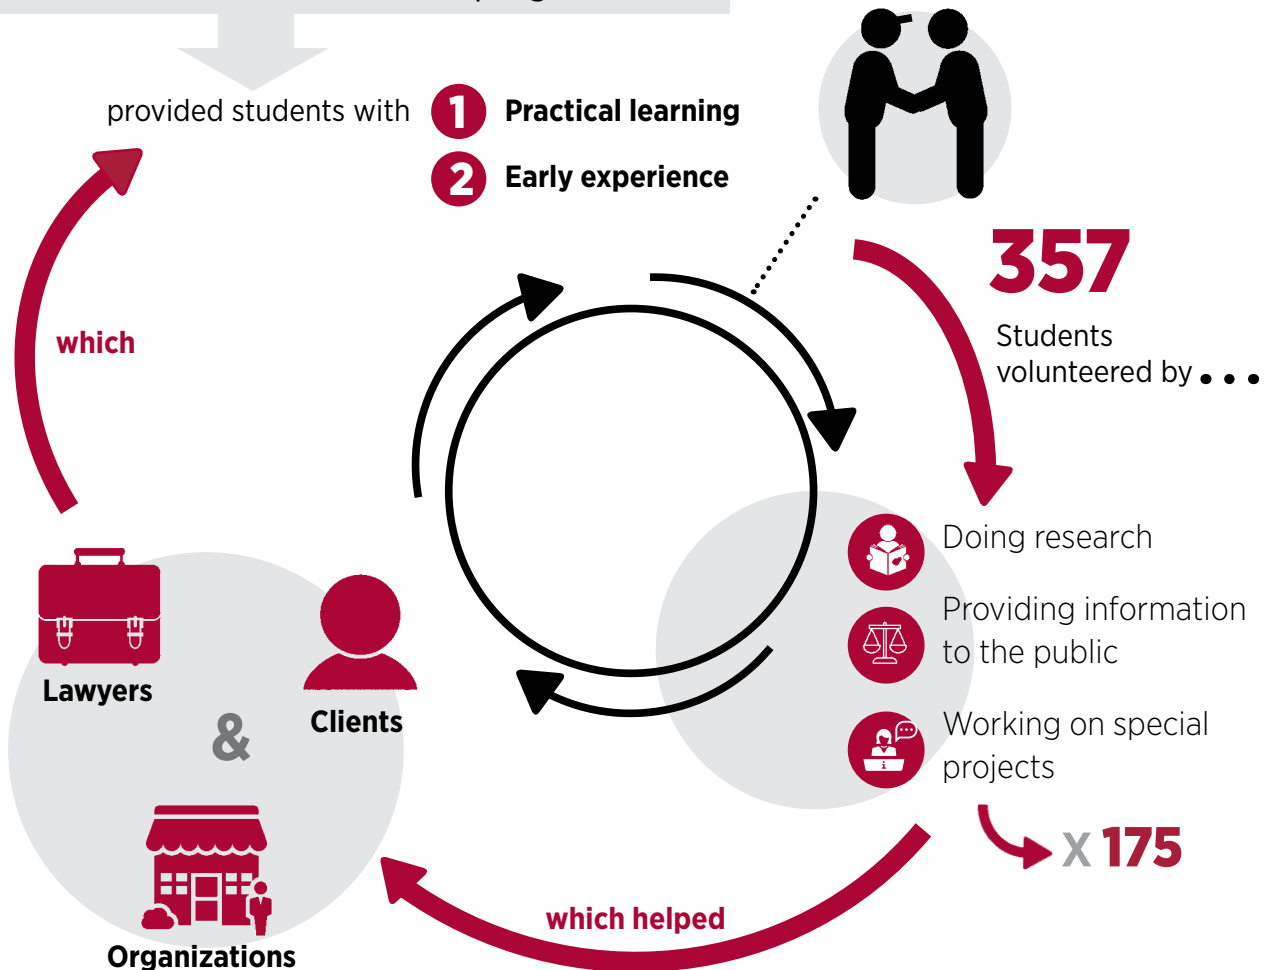 provided students with
1 Practical learning
2 Early experience
357
Students
volunteered by ...
which
Doing research
Providing information
to the public
Working on special
projects
X 175
Lawyers
&
Clients
Organizations
which helped